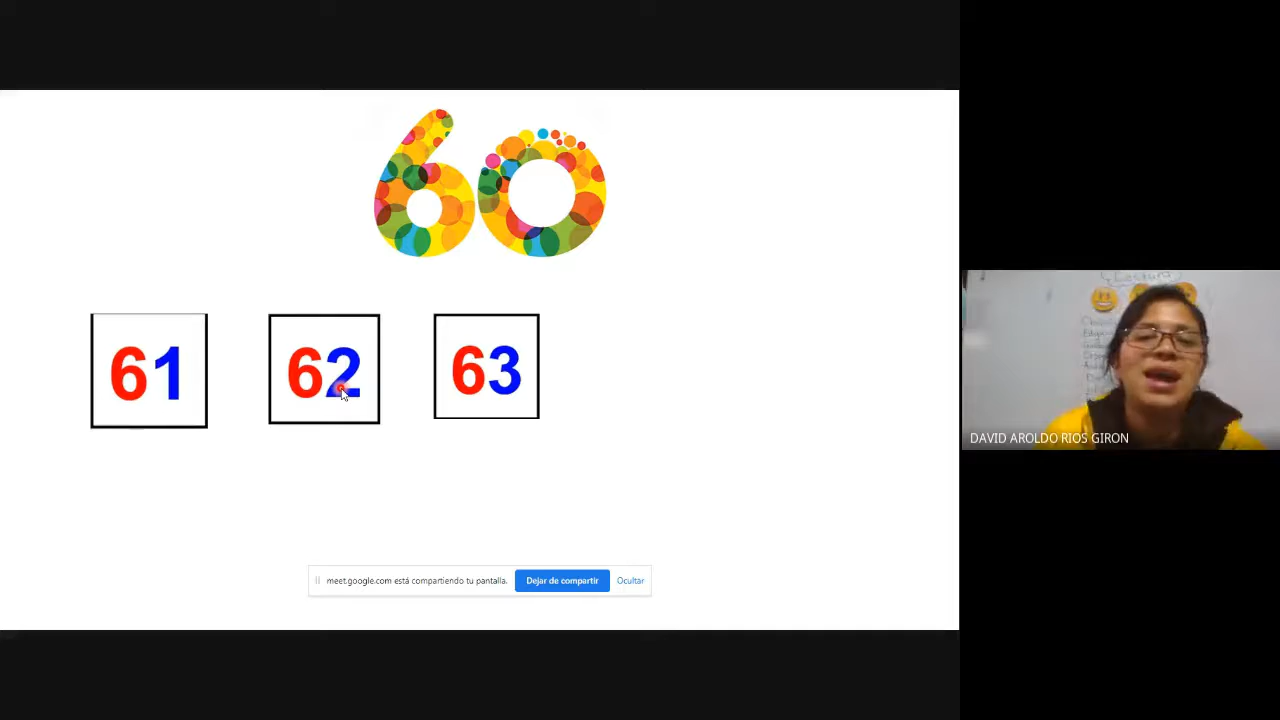 60
61 62 63
meet.google.com está compartiendo tu pantalla. Dejar de compartir Ocultar
Lectura
DAVID AROLDO RIOS GIRON